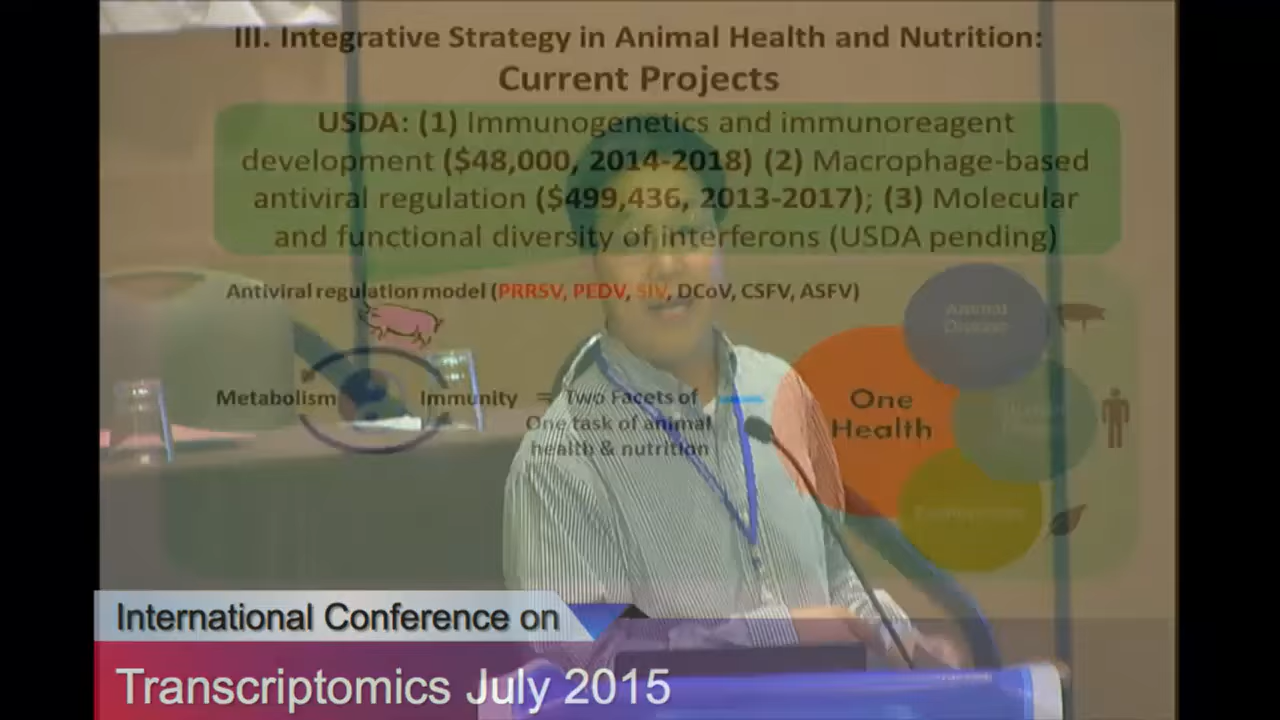 III. Integrative Strategy in Animal Health and Nutrition:
Current Projects
USDA: (1) Immunogenetics and immunoreagent
development ($48,000, 2014-2018) (2) Macrophage-based
antiviral regulation ($499,436, 2013-2017); (3) Molecular
and functional diversity of interferons (USDA pending)
Antiviral regulation model (PRRSV, PEDV, SIV, DCoV, CSFV, ASFV)
Animal
Disease
Metabolism
Immunity = Two Facets of
One task of animal
health & nutrition
One
Health
International Conference on
Transcriptomics July 2015